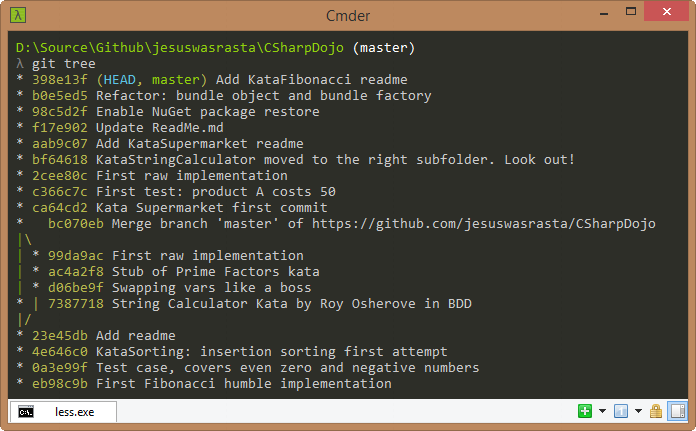 Cmder
D:\Source\Github\jesuswasrasta\CSharpDojo (master)
λ git tree
* 398e13f (HEAD, master) Add KataFibonacci readme
* b0e5ed5 Refactor: bundle object and bundle factory
* 98c5d2f Enable NuGet package restore
* f17e902 Update ReadMe.md
* aab9c07 Add KataSupermarket readme
* bf64618 KataStringCalculator moved to the right subfolder. Look out!
* 2cee80c First raw implementation
* c366c7c First test: product A costs 50
* ca64cd2 Kata Supermarket first commit
*   bc070eb Merge branch 'master' of https://github.com/jesuswasrasta/CSharpDojo
|\
| * 99da9ac First raw implementation
| * ac4a2f8 Stub of Prime Factors kata
| * d06be9f Swapping vars like a boss
* | 7387718 String Calculator Kata by Roy Osherove in BDD
|/
* 23e45db Add readme
* 4e646c0 KataSorting: insertion sorting first attempt
* 0a3e99f Test case, covers even zero and negative numbers
* eb98c9b First Fibonacci humble implementation
less.exe